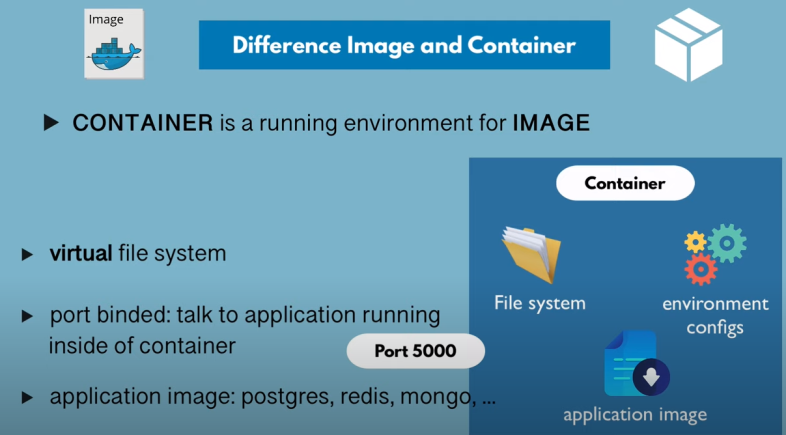 Image
Difference Image and Container
► CONTAINER is a running environment for IMAGE
Container
► virtual file system
File system
environment
configs
► port binded: talk to application running
inside of container
Port 5000
► application image: postgres, redis, mongo, ...
application image